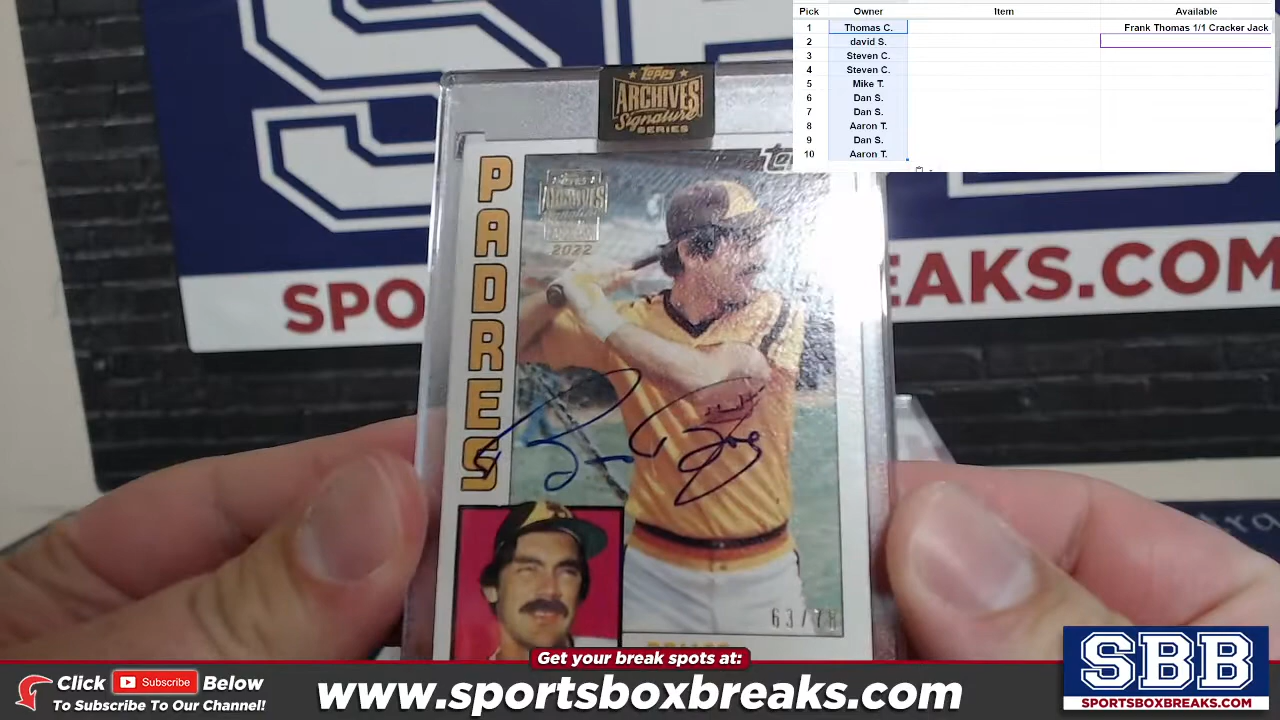 Pick Owner Item Available
1 Thomas C. Frank Thomas 1/1 Cracker Jack
2 david S.
3 Steven C.
4 Steven C.
5 Mike T.
6 Dan S.
7 Dan S.
8 Aaron T.
9 Dan S.
10 Aaron T.
Topps
ARCHIVES
Signature
SERIES
PADRES
ARCHIVES
2022
SPO
EAKS.COM
Get your break spots at:
Click Subscribe Below
To Subscribe To Our Channel!
www.sportsboxbreaks.com
SBB
SPORTSBOXBREAKS.COM